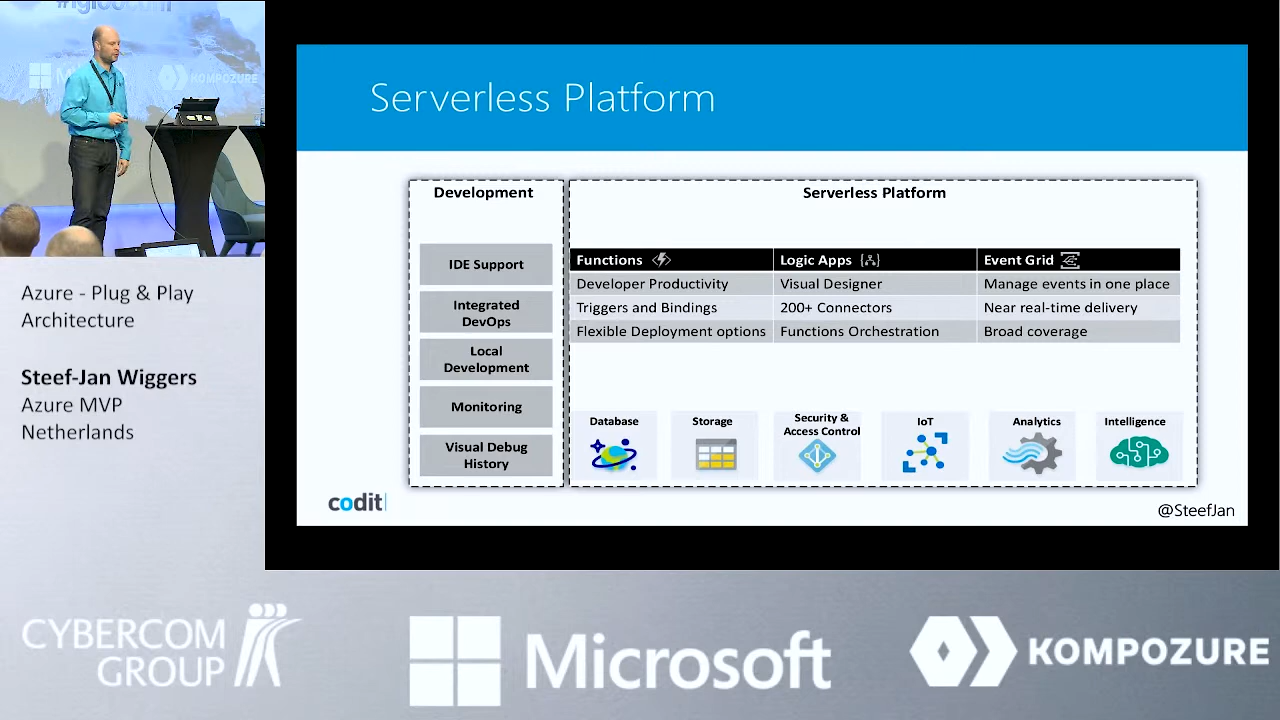 #iglooconf
KOMPOZURE
Azure - Plug & Play
Architecture
Steef-Jan Wiggers
Azure MVP
Netherlands
Serverless Platform
Development
IDE Support
Integrated
DevOps
Local
Development
Monitoring
Visual Debug
History
Serverless Platform
Functions
Logic Apps
Event Grid
Developer Productivity
Visual Designer
Manage events in one place
Triggers and Bindings
200+ Connectors
Near real-time delivery
Flexible Deployment options
Functions Orchestration
Broad coverage
Database
Storage
Security &
Access Control
IoT
Analytics
Intelligence
codit
@SteefJan
CYBERCOM
GROUP
Microsoft
KOMPOZURE